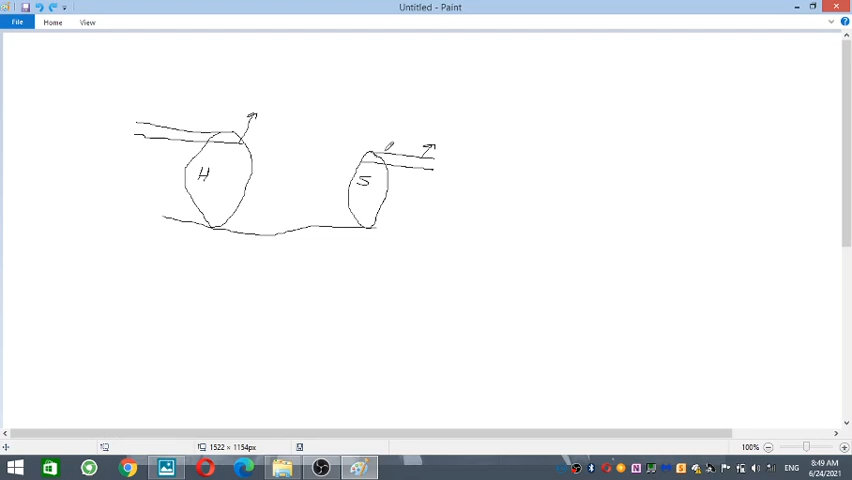 Untitled - Paint
File Home View
H
S
1522 × 1154px
100%
ENG
8:49 AM
6/24/2021